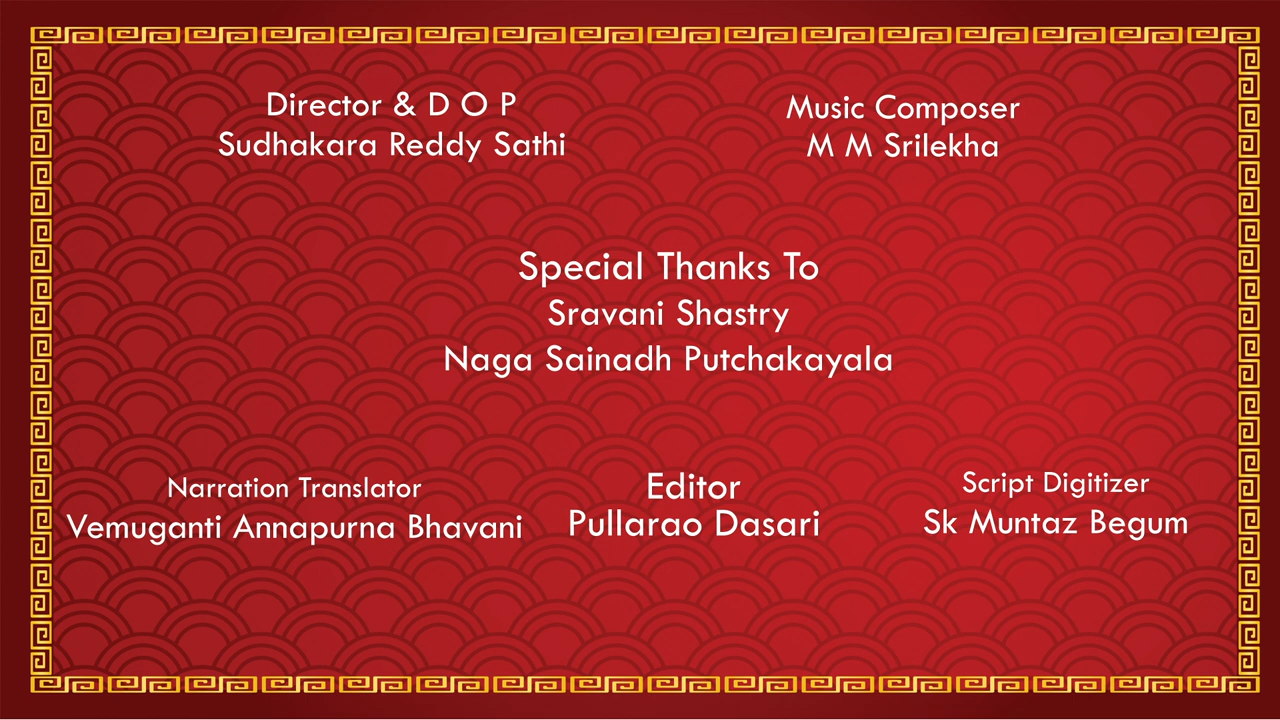 Director & D O P
Sudhakara Reddy Sathi
Music Composer
M M Srilekha
Special Thanks To
Sravani Shastry
Naga Sainadh Putchakayala
Narration Translator
Vemuganti Annapurna Bhavani
Editor
Pullarao Dasari
Script Digitizer
Sk Muntaz Begum